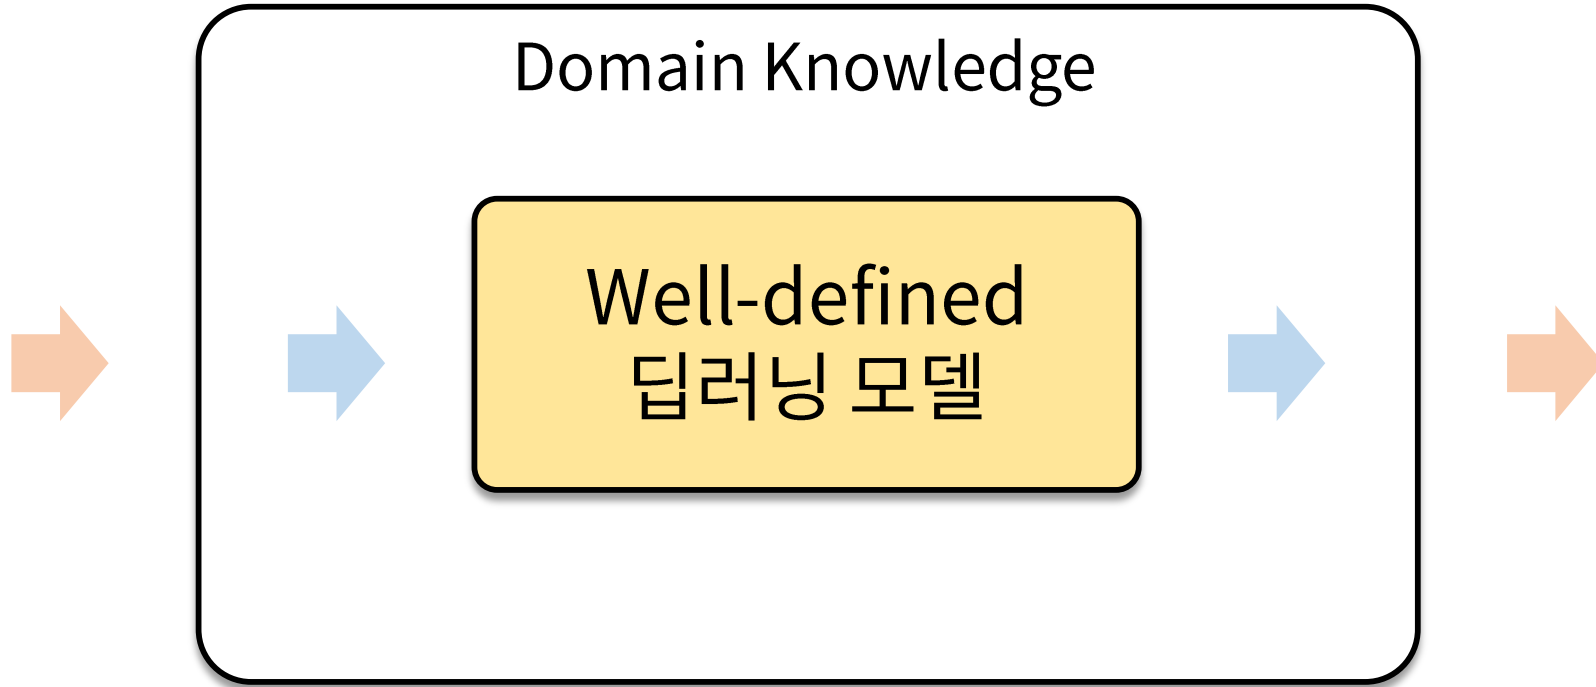 Domain Knowledge
Well-defined
딥러닝 모델